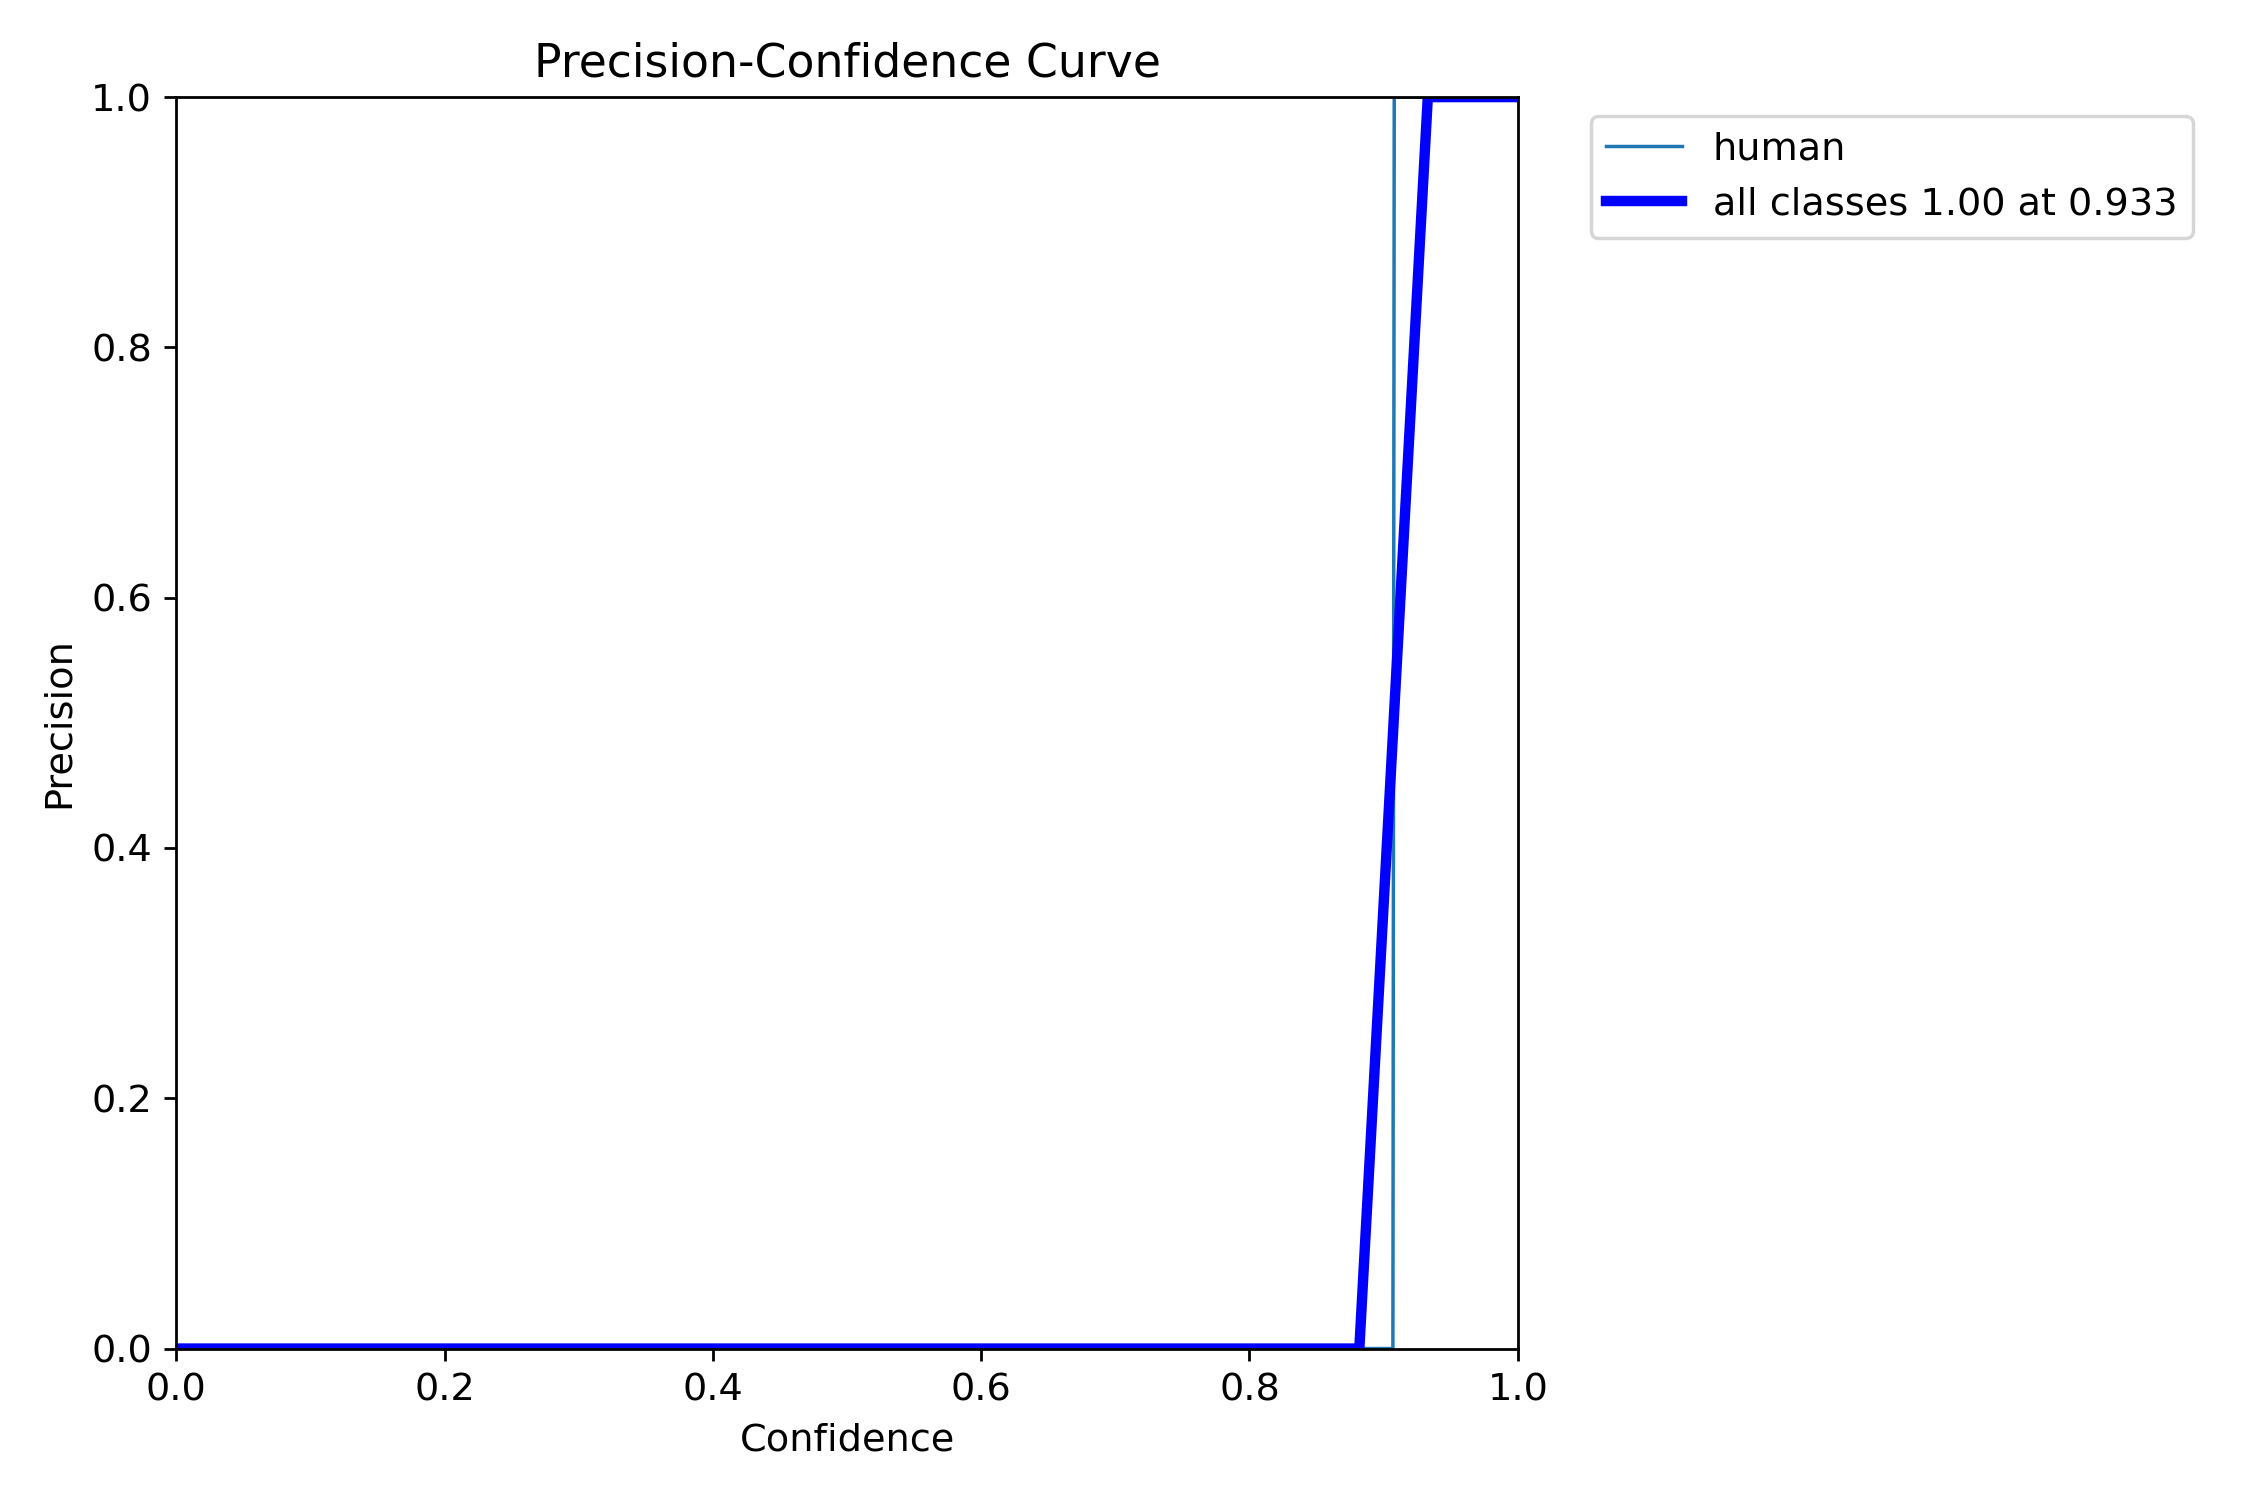 Precision-Confidence Curve
human
all classes 1.00 at 0.933
Precision
1.0
0.8
0.6
0.4
0.2
0.0
0.0 0.2 0.4 0.6 0.8 1.0
Confidence